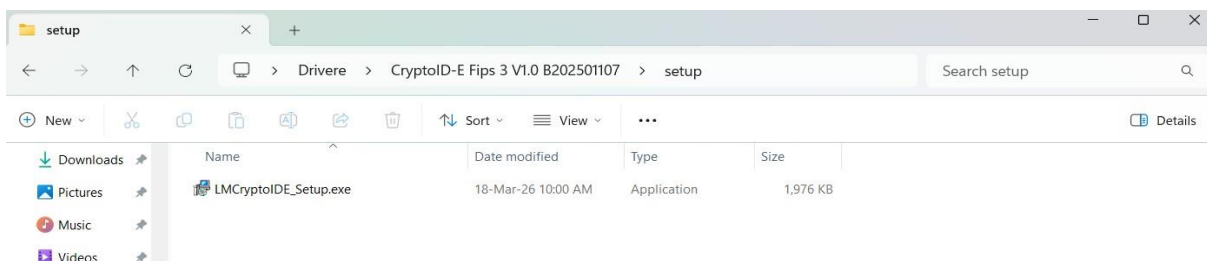 setup
Drivere > CryptoID-E Fips 3 V1.0 B202501107 > setup
Search setup
New
Sort
View
Details
Downloads
Pictures
Music
Videos
Name Date modified Type Size
LMCryptoIDE_Setup.exe 18-Mar-26 10:00 AM Application 1,976 KB